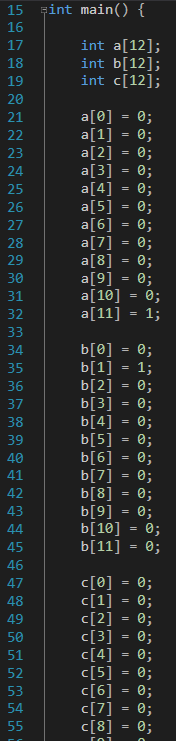 15 int main() {
16
17 int a[12];
18 int b[12];
19 int c[12];
20
21 a[0] = 0;
22 a[1] = 0;
23 a[2] = 0;
24 a[3] = 0;
25 a[4] = 0;
26 a[5] = 0;
27 a[6] = 0;
28 a[7] = 0;
29 a[8] = 0;
30 a[9] = 0;
31 a[10] = 0;
32 a[11] = 1;
33
34 b[0] = 0;
35 b[1] = 1;
36 b[2] = 0;
37 b[3] = 0;
38 b[4] = 0;
39 b[5] = 0;
40 b[6] = 0;
41 b[7] = 0;
42 b[8] = 0;
43 b[9] = 0;
44 b[10] = 0;
45 b[11] = 0;
46
47 c[0] = 0;
48 c[1] = 0;
49 c[2] = 0;
50 c[3] = 0;
51 c[4] = 0;
52 c[5] = 0;
53 c[6] = 0;
54 c[7] = 0;
55 c[8] = 0;